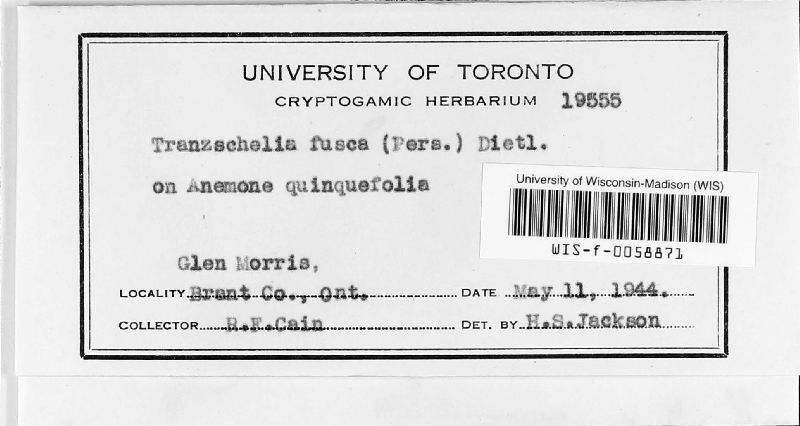 UNIVERSITY OF TORONTO
CRYPTOGAMIC HERBARIUM 19555
Tranzschelia fusca (Pers.) Dietl.
on Anemone quinquefolia
University of Wisconsin-Madison (WIS)
WIS-f-0058871
Glen Morris,
LOCALITY Brant Co., Ont. DATE May 11, 1944.
COLLECTOR R.F.Cain DET. BY H.S.Jackson